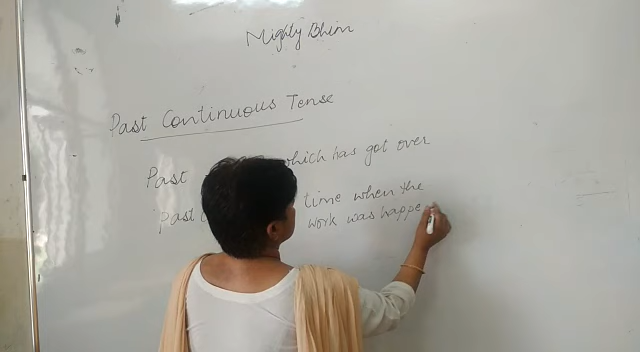 Mighty Bhim
Past Continuous Tense
Past which has got over
Past time when the
work was happe